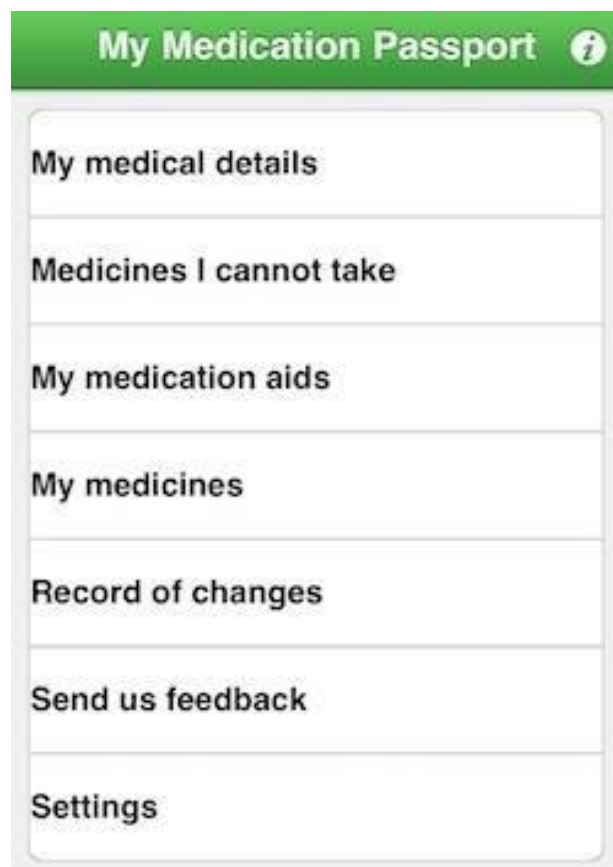 My Medication Passport i
My medical details
Medicines I cannot take
My medication aids
My medicines
Record of changes
Send us feedback
Settings